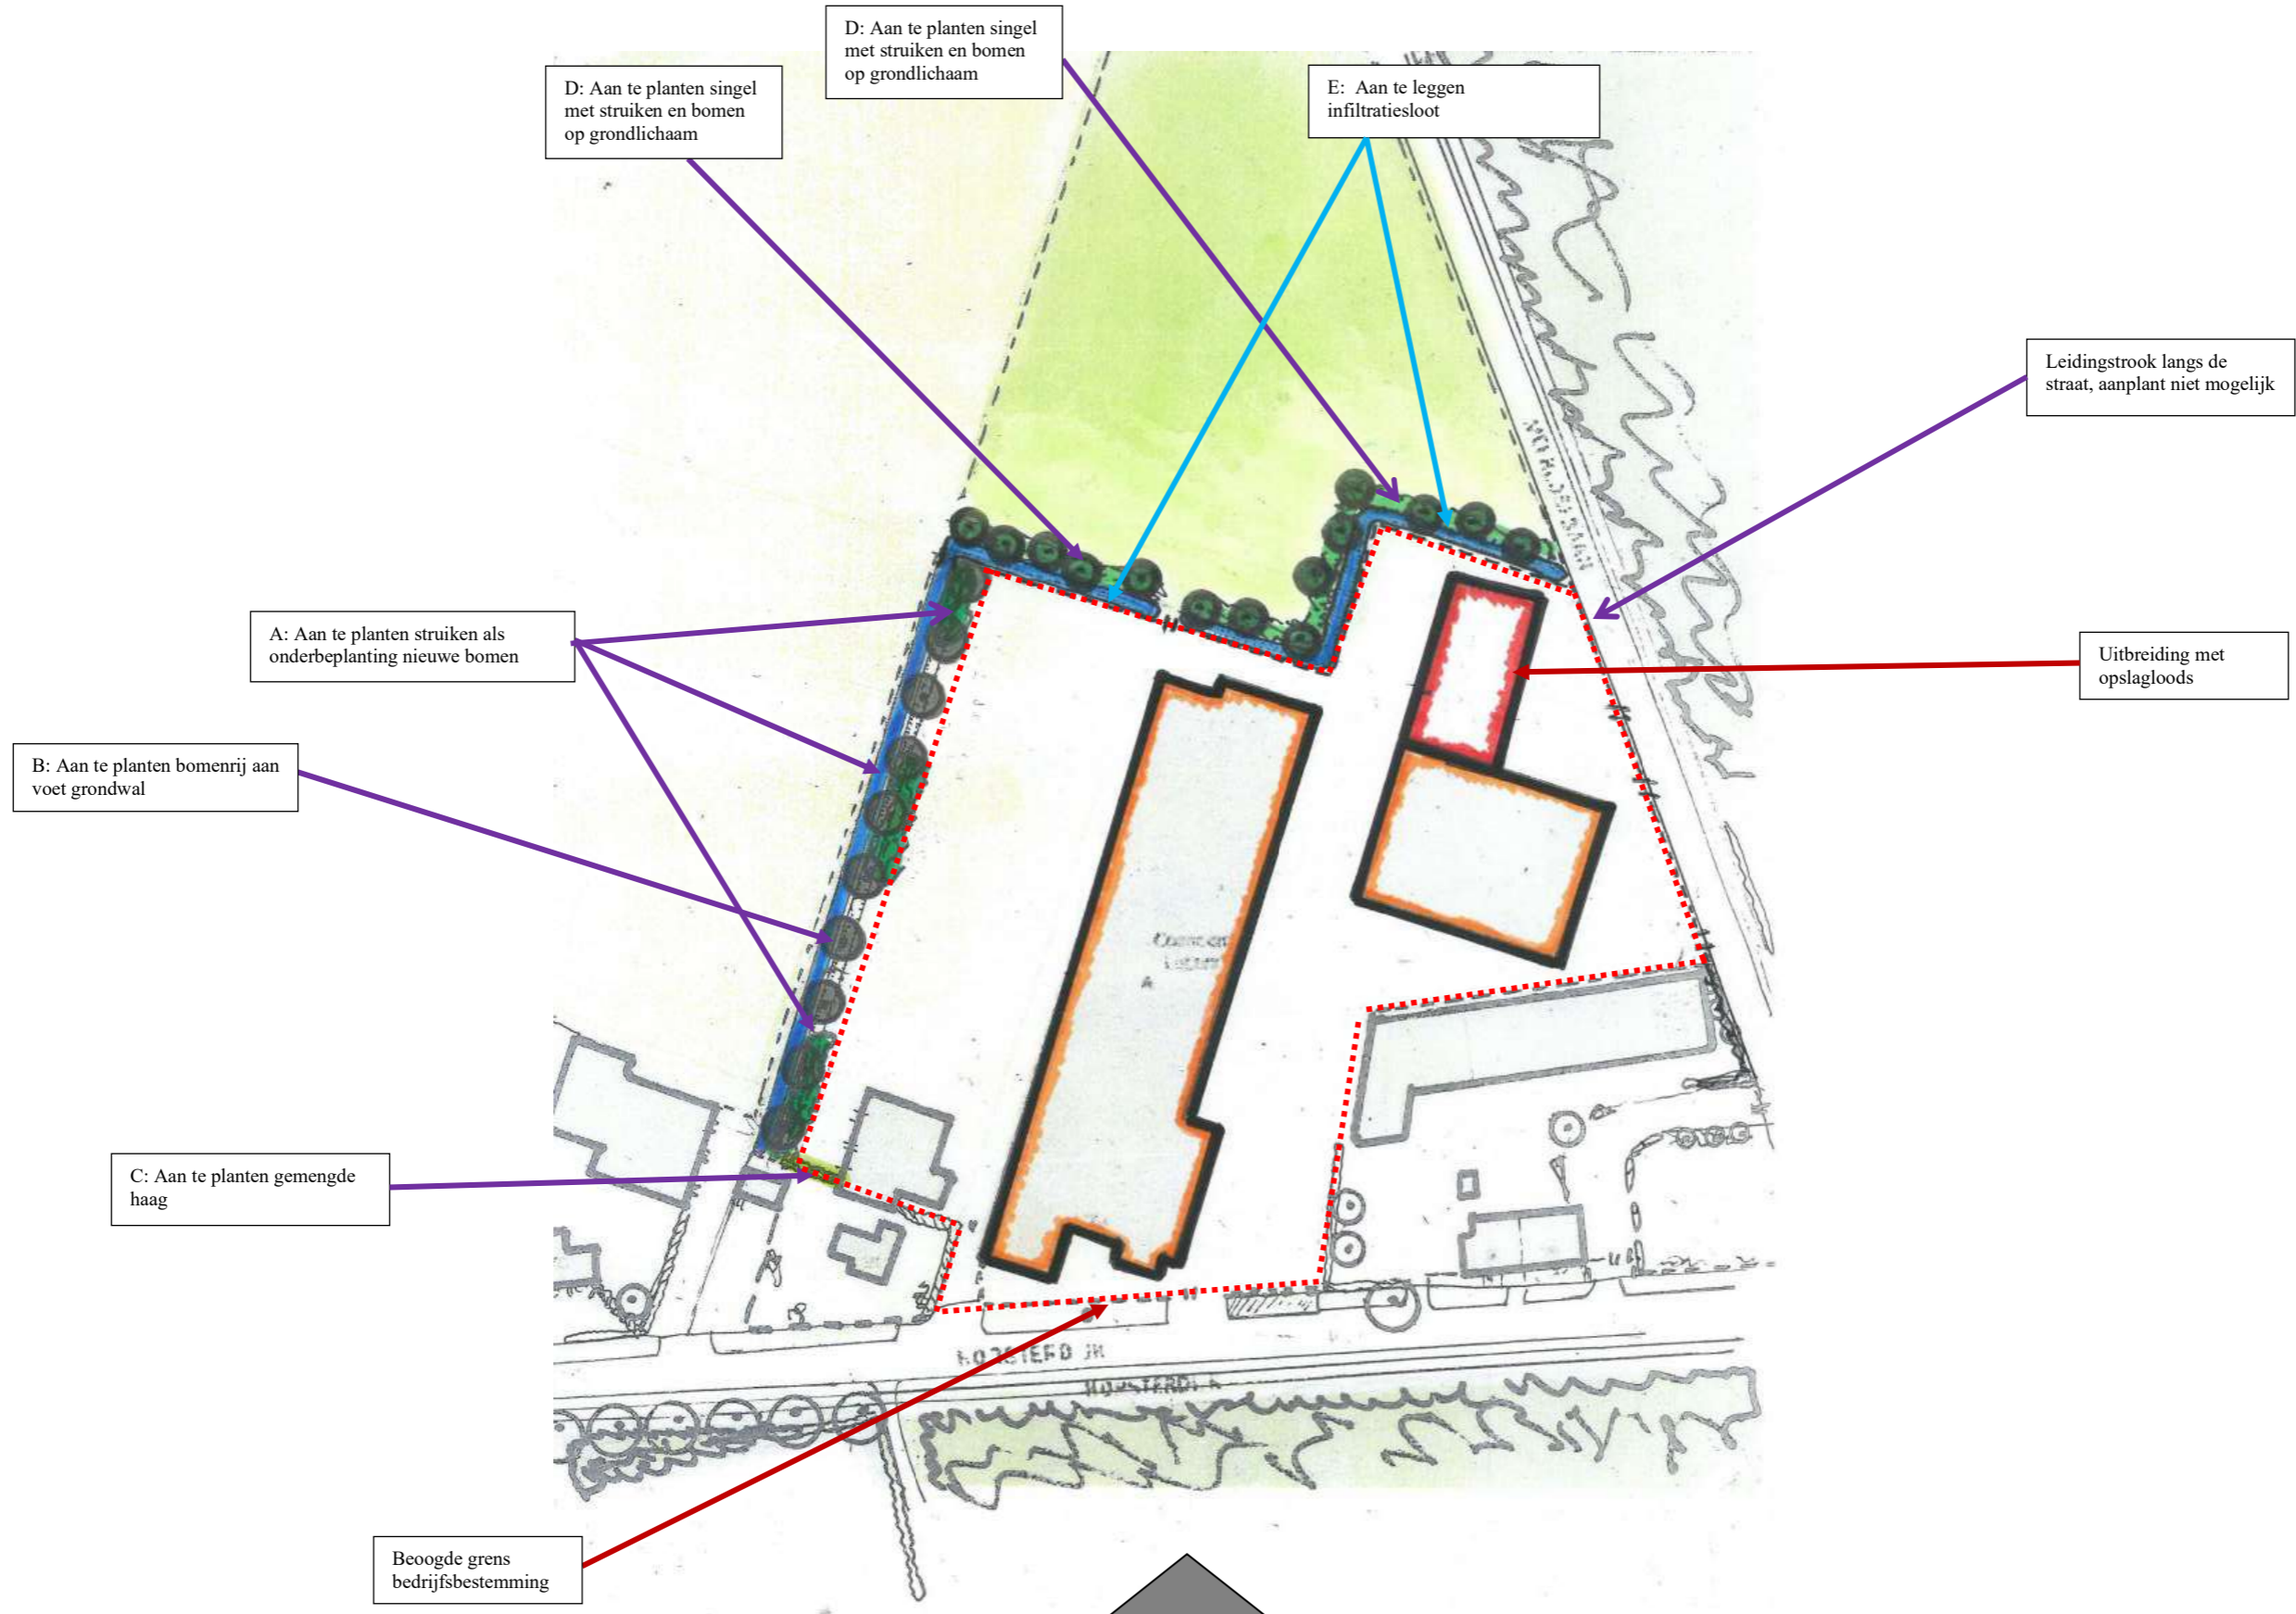 D: Aan te planten singel
met struiken en bomen
op grondlichaam
D: Aan te planten singel
met struiken en bomen
op grondlichaam
E: Aan te leggen
infiltratiesloot
Leidingstrook langs de
straat, aanplant niet mogelijk
A: Aan te planten struiken als
onderbeplanting nieuwe bomen
Uitbreiding met
opslagloods
B: Aan te planten bomenrij aan
voet grondwal
C: Aan te planten gemengde
haag
Beoogde grens
bedrijfsbestemming